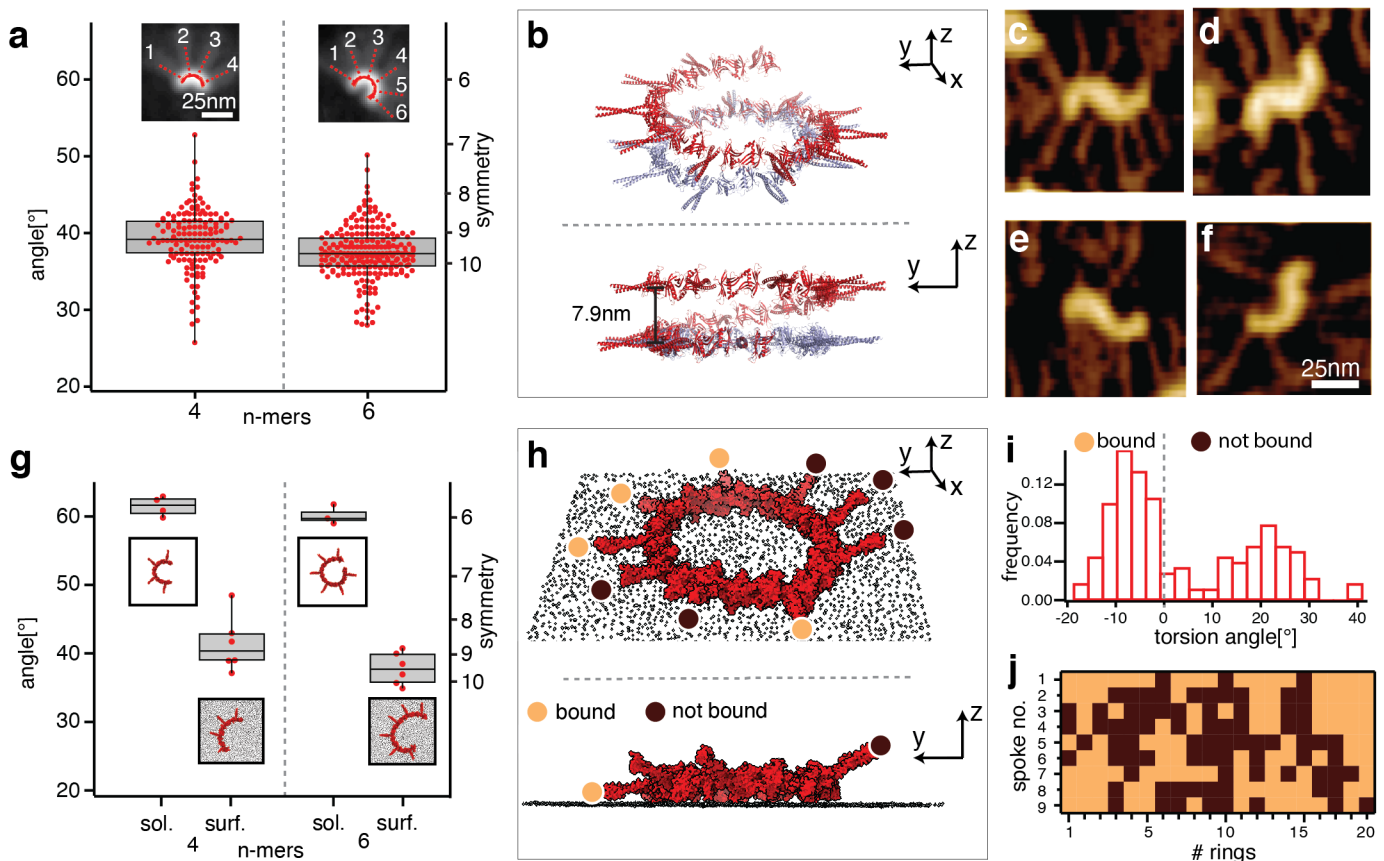 a
1
2
3
4
25nm
1
2
3
4
5
6
60
50
40
30
20
angle[°]
6
7
8
9
10
symmetry
4
n-mers
6
b
y
z
x
7.9nm
y
z
c
d
e
f
25nm
g
60
50
40
30
20
angle[°]
6
7
8
9
10
symmetry
sol.
surf.
sol.
surf.
4
n-mers
6
h
y
z
x
bound
not bound
y
z
i
bound
not bound
frequency
0.12
0.08
0.04
0.00
-20
-10
0
10
20
30
40
torsion angle[°]
j
spoke no.
1
2
3
4
5
6
7
8
9
1
5
10
15
20
# rings